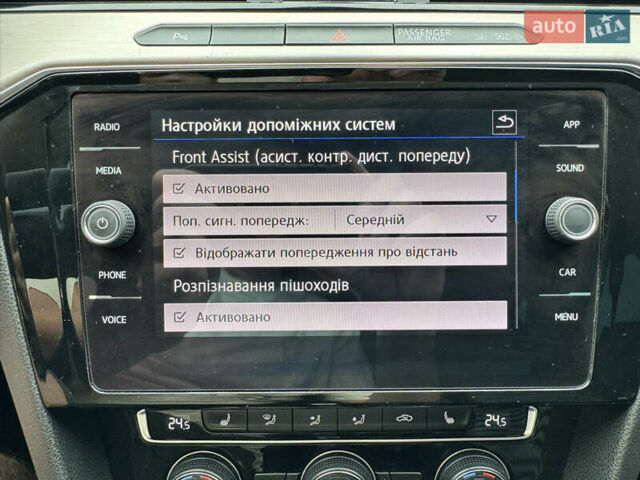 PASSENGER
AIR BAG
auto RIA
.com
RADIO
MEDIA
PHONE
VOICE
Настройки допоміжних систем
Front Assist (асист. контр. дист. попереду)
Активовано
Поп. сигн. попередж: Середній
Відображати попередження про відстань
Розпізнавання пішоходів
Активовано
APP
SOUND
CAR
MENU
24.5
24.5